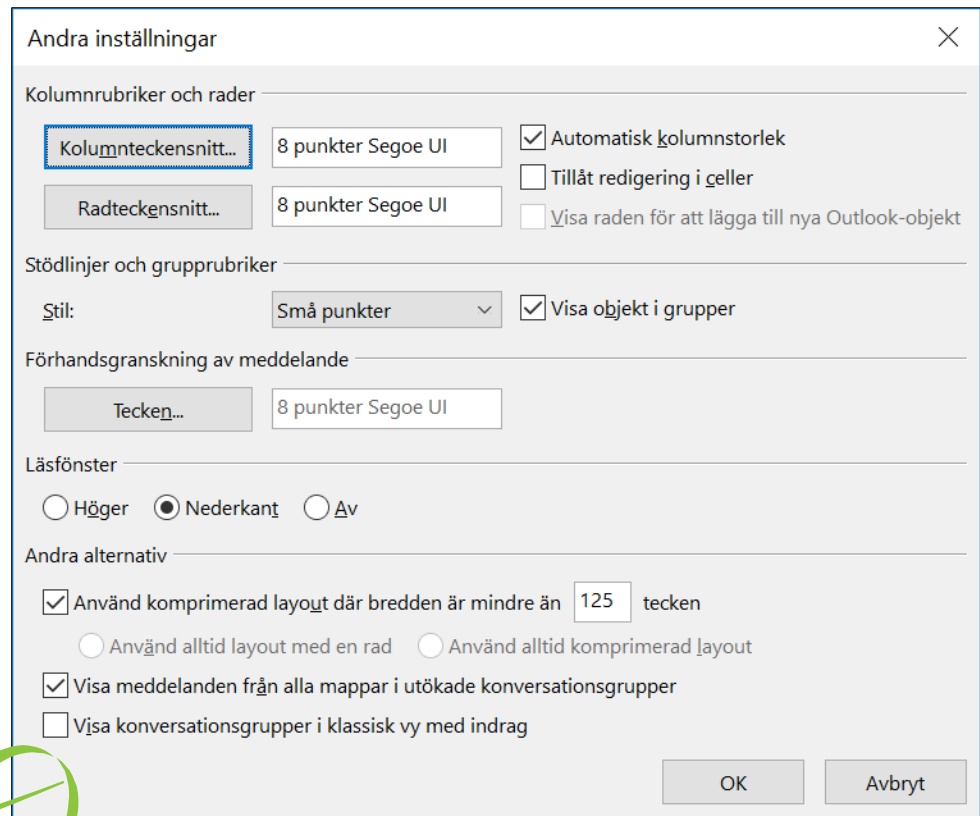 Andra inställningar
Kolumnrubriker och rader
Kolumnteckensnitt... 8 punkter Segoe UI
Automatisk kolumnstorlek
Tillåt redigering i celler
Radteckensnitt... 8 punkter Segoe UI
Visa raden för att lägga till nya Outlook-objekt
Stödlinjer och grupprubriker
Stil: Små punkter Visa objekt i grupper
Förhandsgranskning av meddelande
Tecken... 8 punkter Segoe UI
Läsfönster
Höger Nederkant Av
Andra alternativ
Använd komprimerad layout där bredden är mindre än 125 tecken
Använd alltid layout med en rad Använd alltid komprimerad layout
Visa meddelanden från alla mappar i utökade konversationsgrupper
Visa konversationsgrupper i klassisk vy med indrag
OK Avbryt